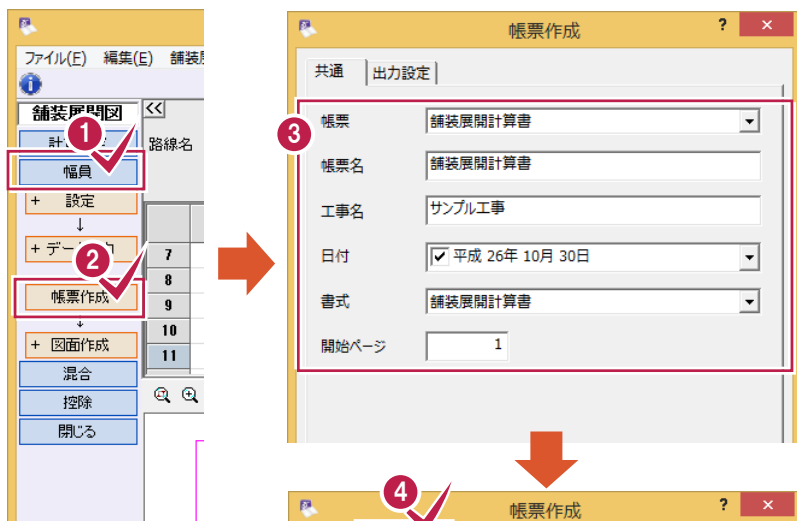 ファイル(F) 編集(E) 舗装
舗装展開図
<<
路線名
1
幅員
+ 設定
↓
+ デー
2
帳票作成
↓
+ 図面作成
混合
控除
閉じる
7
8
9
10
11
帳票作成 ? ×
共通 出力設定
3
帳票 舗装展開計算書
帳票名 舗装展開計算書
工事名 サンプル工事
日付 平成 26年 10月 30日
書式 舗装展開計算書
開始ページ 1
4
帳票作成 ? ×